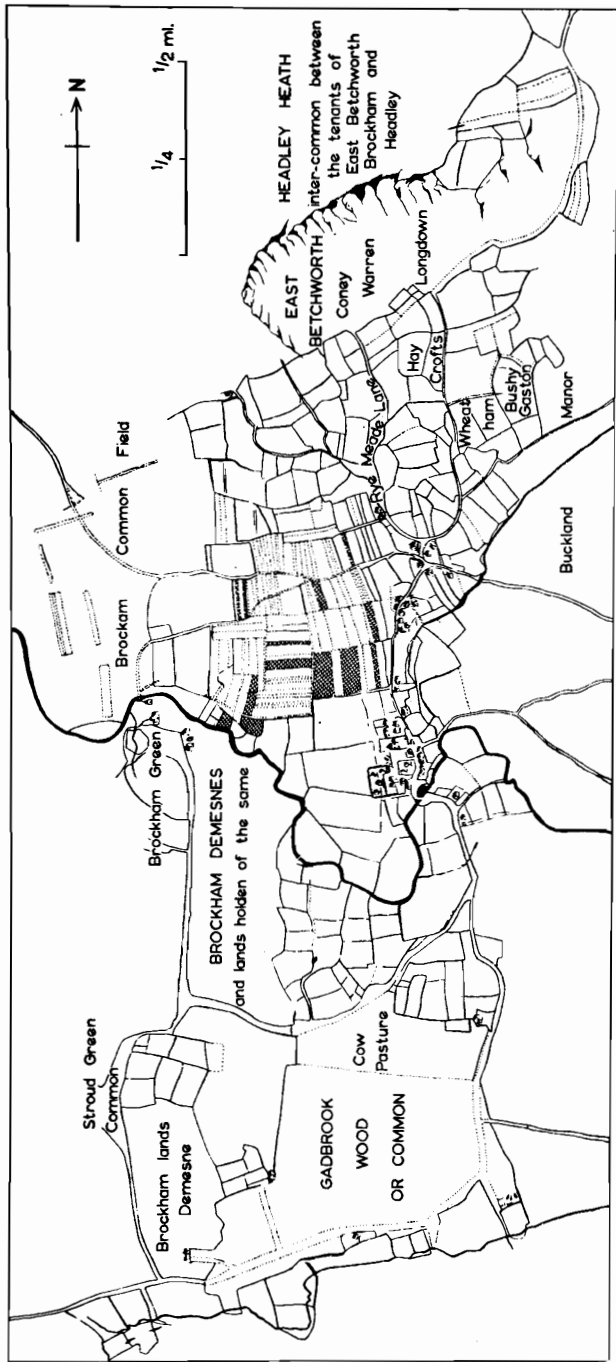 N
1/4 1/2 ml.
HEADLEY HEATH
inter-common between
the tenants of
East Betchworth
Brockham and
Headley
EAST
BETCHWORTH
Coney
Warren
Longdown
Hay
Crofts
Rye Meade Lane
Wheat
ham
Bushy
Gaston
Manor
Buckland
Brockam Common Field
Brockham Green
BROCKHAM DEMESNES
and lands holden of the same
Stroud Green
Common
Brockham lands
Demesne
Cow
Pasture
GADBROOK
WOOD
OR COMMON